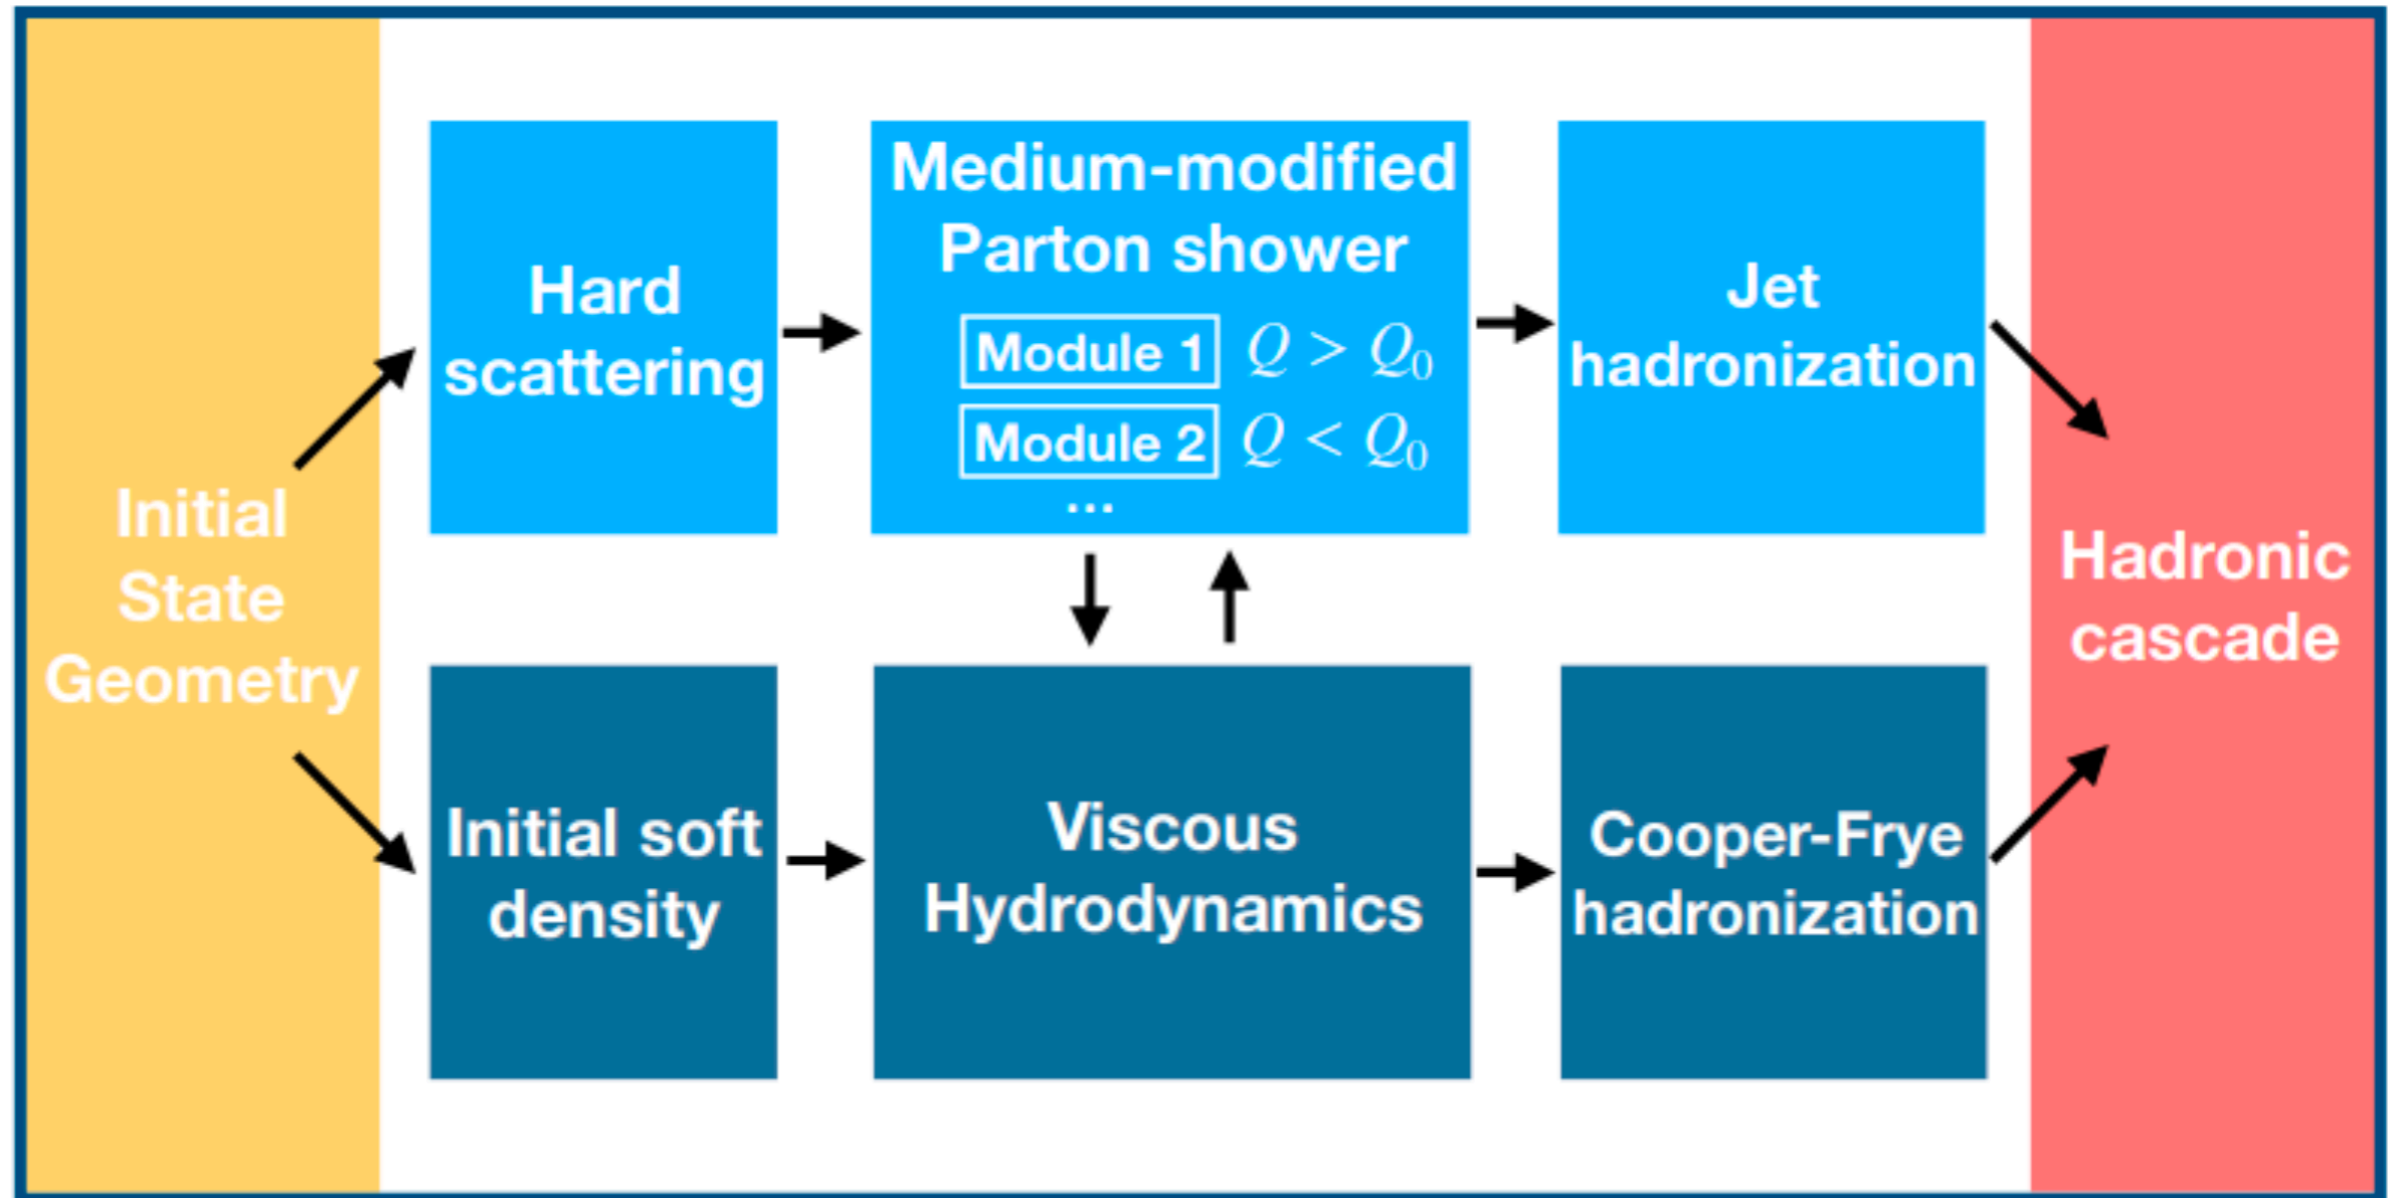 Initial
State
Geometry
Hard
scattering
Medium-modified
Parton shower
Module 1 Q > Q₀
Module 2 Q < Q₀
...
Jet
hadronization
Initial soft
density
Viscous
Hydrodynamics
Cooper-Frye
hadronization
Hadronic
cascade